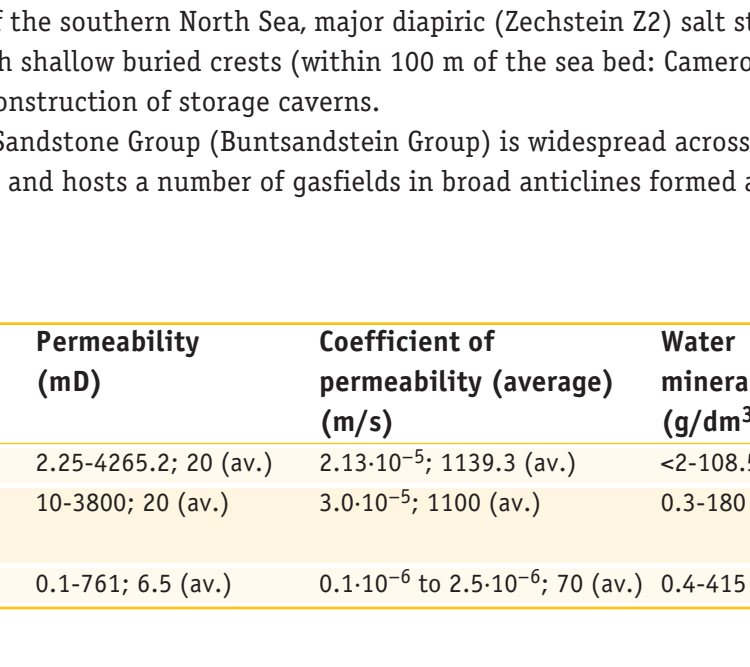 f the southern North Sea, major diapiric (Zechstein Z2) salt st
h shallow buried crests (within 100 m of the sea bed: Camero
onstruction of storage caverns.
Sandstone Group (Buntsandstein Group) is widespread across
and hosts a number of gasfields in broad anticlines formed a
Permeability (mD)
Coefficient of permeability (average) (m/s)
Water minera (g/dm³
2.25-4265.2; 20 (av.) 2.13·10⁻⁵; 1139.3 (av.) <2-108.5
10-3800; 20 (av.) 3.0·10⁻⁵; 1100 (av.) 0.3-180
0.1-761; 6.5 (av.) 0.1·10⁻⁶ to 2.5·10⁻⁶; 70 (av.) 0.4-415